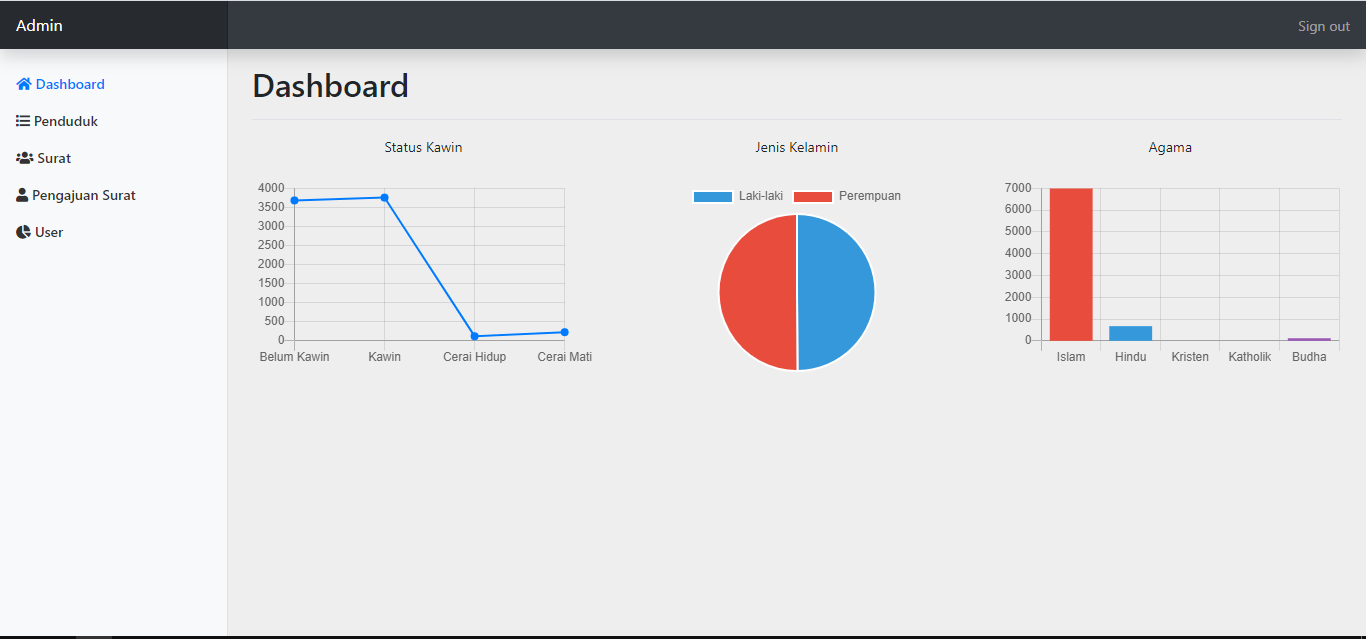 Admin
Sign out
Dashboard
Penduduk
Surat
Pengajuan Surat
User
Dashboard
Status Kawin
4000
3500
3000
2500
2000
1500
1000
500
0
Belum Kawin Kawin Cerai Hidup Cerai Mati
Jenis Kelamin
Laki-laki Perempuan
Agama
7000
6000
5000
4000
3000
2000
1000
0
Islam Hindu Kristen Katholik Budha